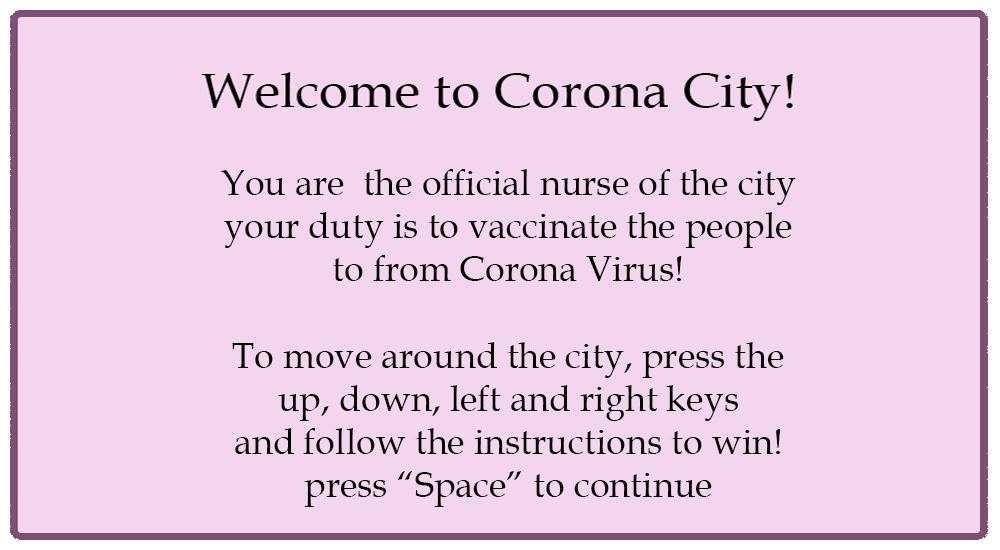 Welcome to Corona City!
You are  the official nurse of the city
your duty is to vaccinate the people
to from Corona Virus!
To move around the city, press the
up, down, left and right keys
and follow the instructions to win!
press “Space” to continue